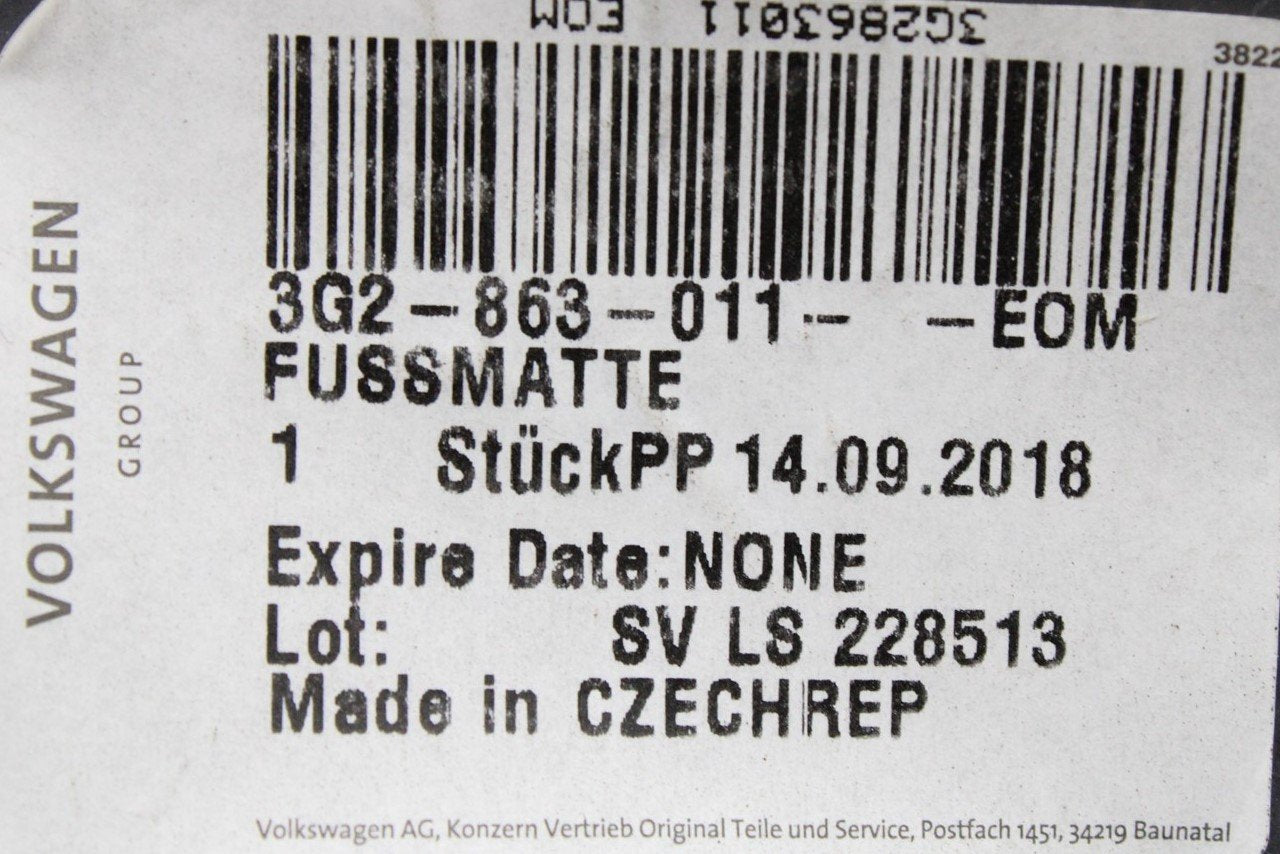 3G2863011 EOM
3822
3G2-863-011- -EOM
FUSSMATTE
1 StückPP 14.09.2018
Expire Date:NONE
Lot: SV LS 228513
Made in CZECHREP
VOLKSWAGEN
GROUP
Volkswagen AG, Konzern Vertrieb Original Teile und Service, Postfach 1451, 34219 Baunatal